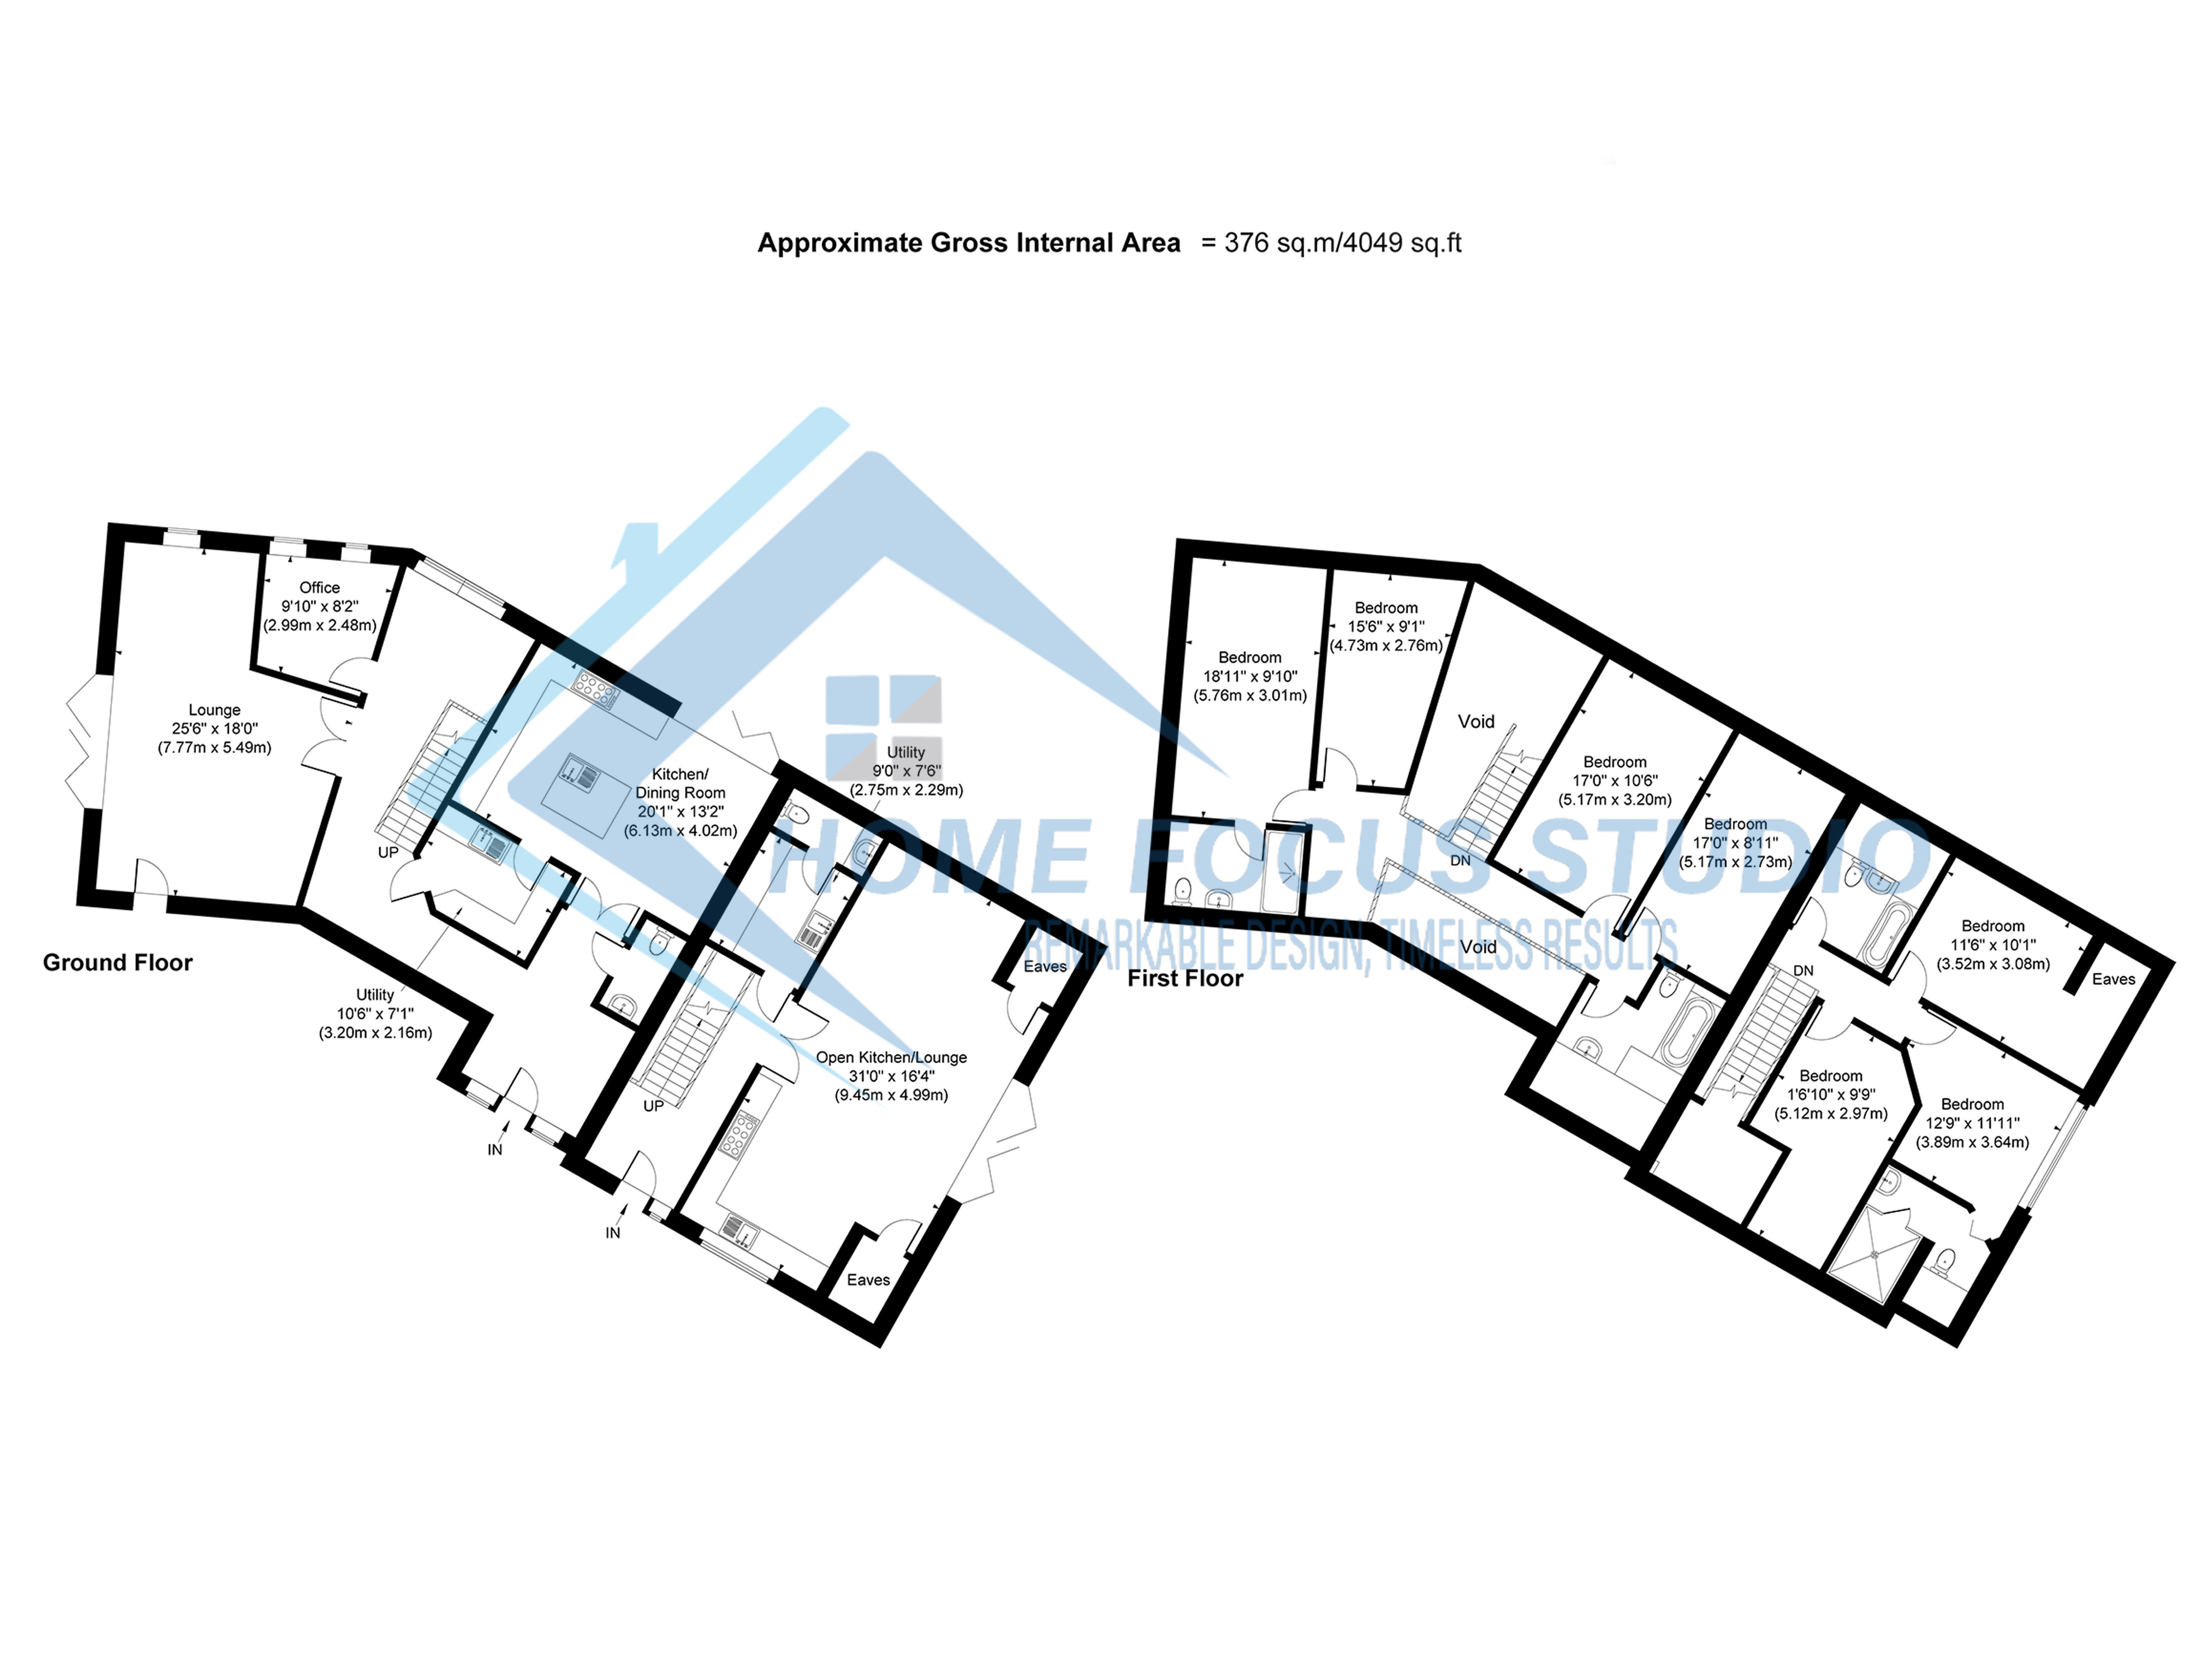 Approximate Gross Internal Area = 376 sq.m/4049 sq.ft
Office
9'10" x 8'2"
(2.99m x 2.48m)
Lounge
25'6" x 18'0"
(7.77m x 5.49m)
Kitchen/
Dining Room
20'1" x 13'2"
(6.13m x 4.02m)
Utility
9'0" x 7'6"
(2.75m x 2.29m)
UP
Utility
10'6" x 7'1"
(3.20m x 2.16m)
Eaves
Open Kitchen/Lounge
31'0" x 16'4"
(9.45m x 4.99m)
UP
IN
IN
Eaves
Ground Floor
Bedroom
18'11" x 9'10"
(5.76m x 3.01m)
Bedroom
15'6" x 9'1"
(4.73m x 2.76m)
Void
Bedroom
17'0" x 10'6"
(5.17m x 3.20m)
Bedroom
17'0" x 8'11"
(5.17m x 2.73m)
DN
Void
Bedroom
11'6" x 10'1"
(3.52m x 3.08m)
Eaves
DN
Bedroom
1'6'10" x 9'9"
(5.12m x 2.97m)
Bedroom
12'9" x 11'11"
(3.89m x 3.64m)
First Floor
HOME FOCUS STUDIO
REMARKABLE DESIGN, TIMELESS RESULTS